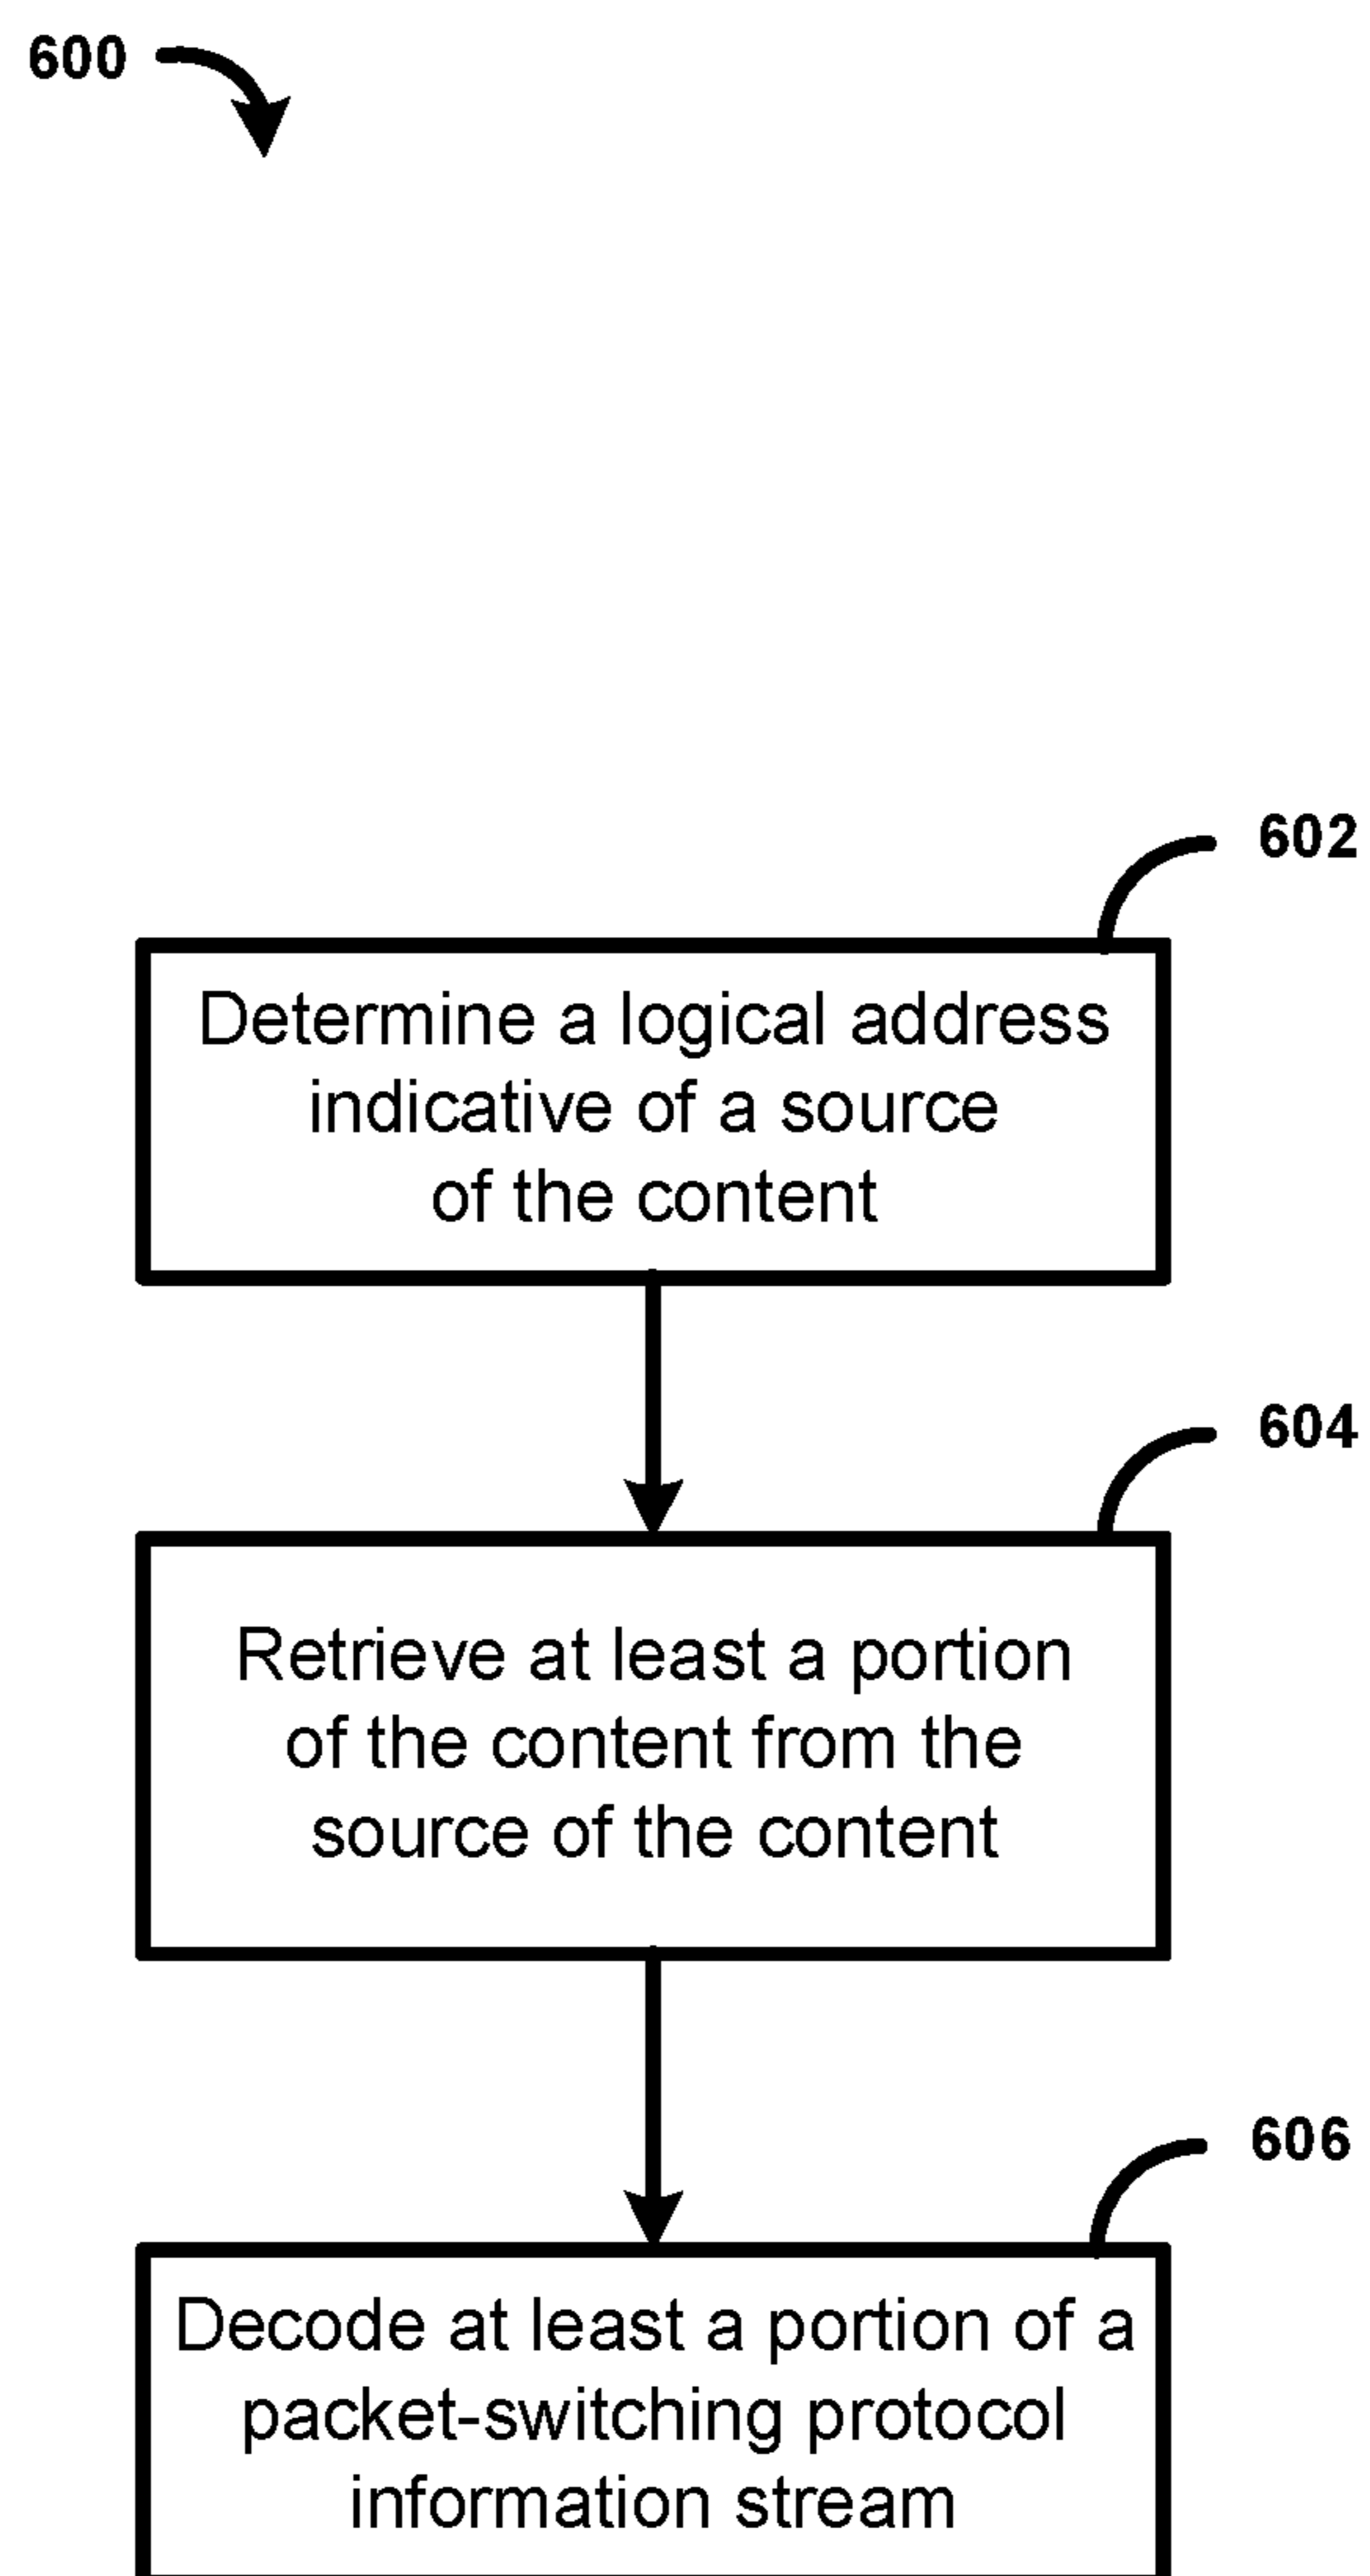 600
602
Determine a logical address
indicative of a source
of the content
604
Retrieve at least a portion
of the content from the
source of the content
606
Decode at least a portion of a
packet-switching protocol
information stream